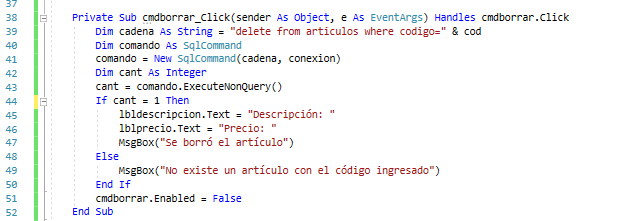 37
38 Private Sub cmdborrar_Click(sender As Object, e As EventArgs) Handles cmdborrar.Click
39 Dim cadena As String = "delete from articulos where codigo=" & cod
40 Dim comando As SqlCommand
41 comando = New SqlCommand(cadena, conexion)
42 Dim cant As Integer
43 cant = comando.ExecuteNonQuery()
44 If cant = 1 Then
45 lbldescripcion.Text = "Descripción: "
46 lblprecio.Text = "Precio: "
47 MsgBox("Se borró el artículo")
48 Else
49 MsgBox("No existe un artículo con el código ingresado")
50 End If
51 cmdborrar.Enabled = False
52 End Sub